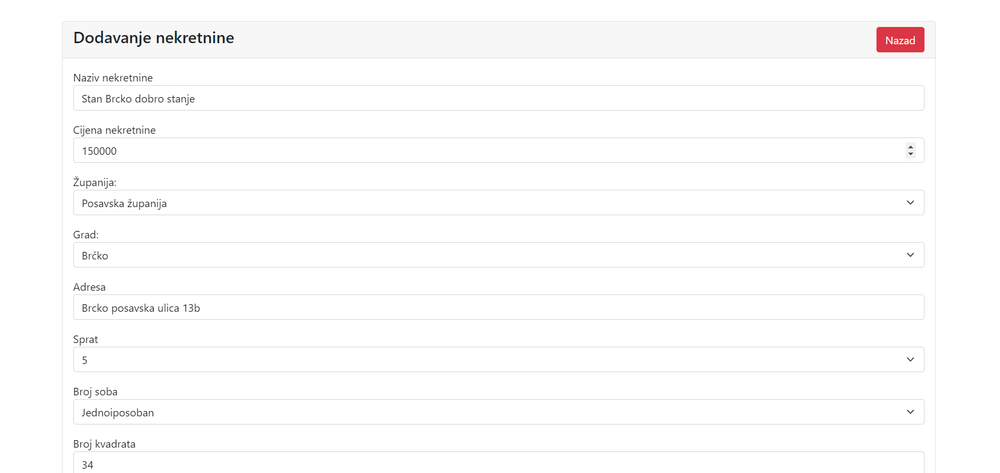 Dodavanje nekretnine
Nazad
Naziv nekretnine
Stan Brcko dobro stanje
Cijena nekretnine
150000
Županija:
Posavska županija
Grad:
Brčko
Adresa
Brcko posavska ulica 13b
Sprat
5
Broj soba
Jednoiposoban
Broj kvadrata
34